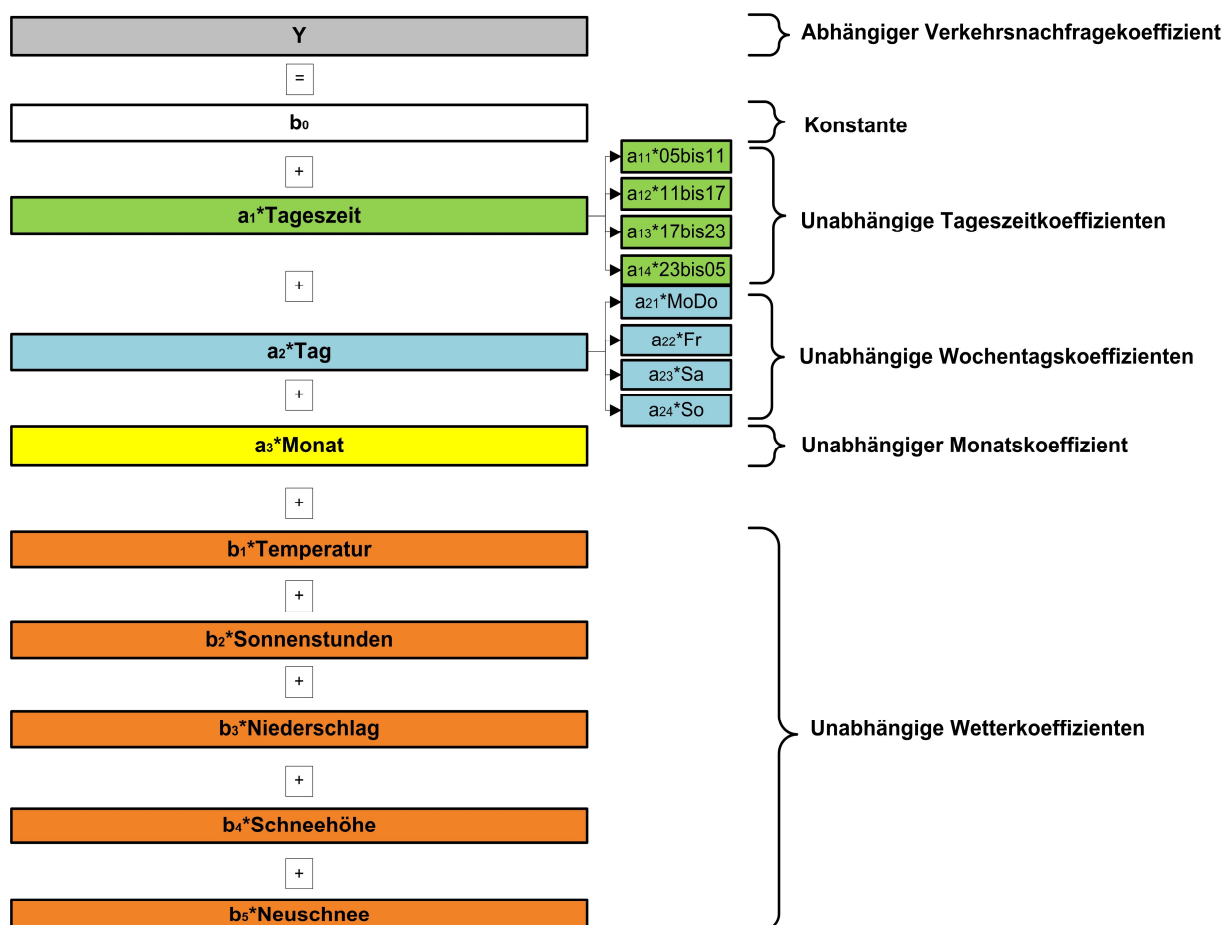 Y
Abhängiger Verkehrsnachfragekoeffizient
=
b0
Konstante
+
a1*Tageszeit
a11*05bis11
a12*11bis17
a13*17bis23
a14*23bis05
Unabhängige Tageszeitkoeffizienten
+
a2*Tag
a21*MoDo
a22*Fr
a23*Sa
a24*So
Unabhängige Wochentagskoeffizienten
+
a3*Monat
Unabhängiger Monatskoeffizient
+
b1*Temperatur
+
b2*Sonnenstunden
+
b3*Niederschlag
Unabhängige Wetterkoeffizienten
+
b4*Schneehöhe
+
b5*Neuschnee